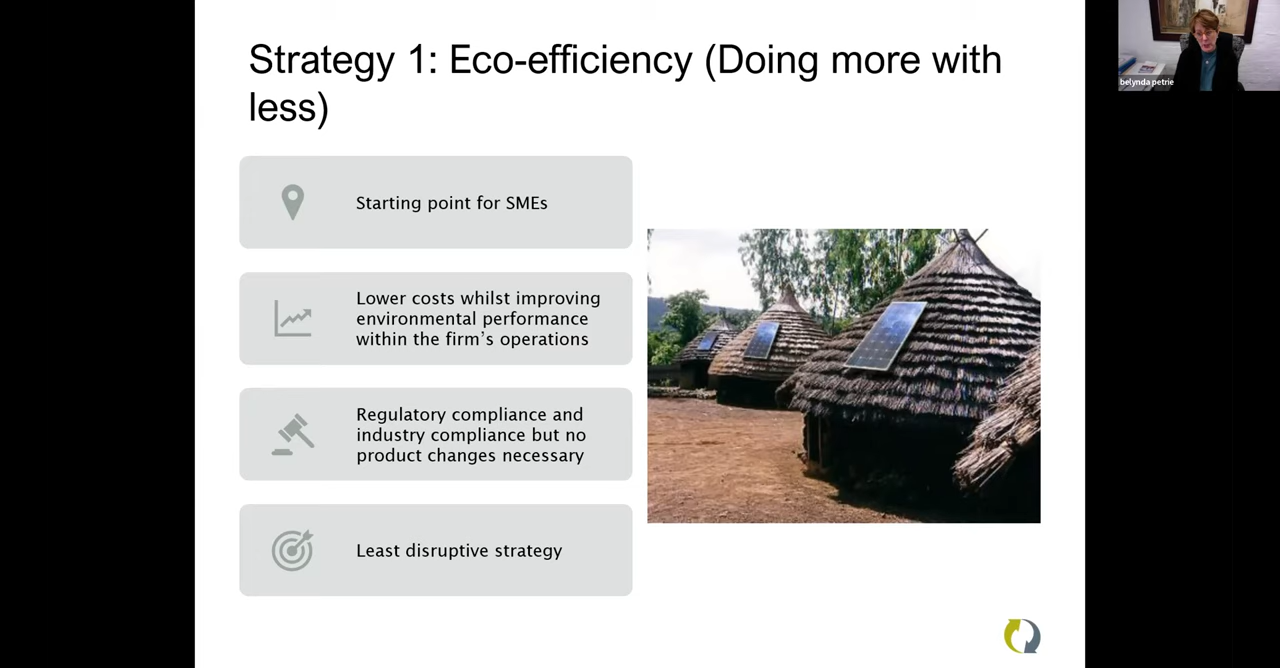 Strategy 1: Eco-efficiency (Doing more with
less)
Starting point for SMEs
Lower costs whilst improving
environmental performance
within the firm's operations
Regulatory compliance and
industry compliance but no
product changes necessary
Least disruptive strategy
belynda petrie